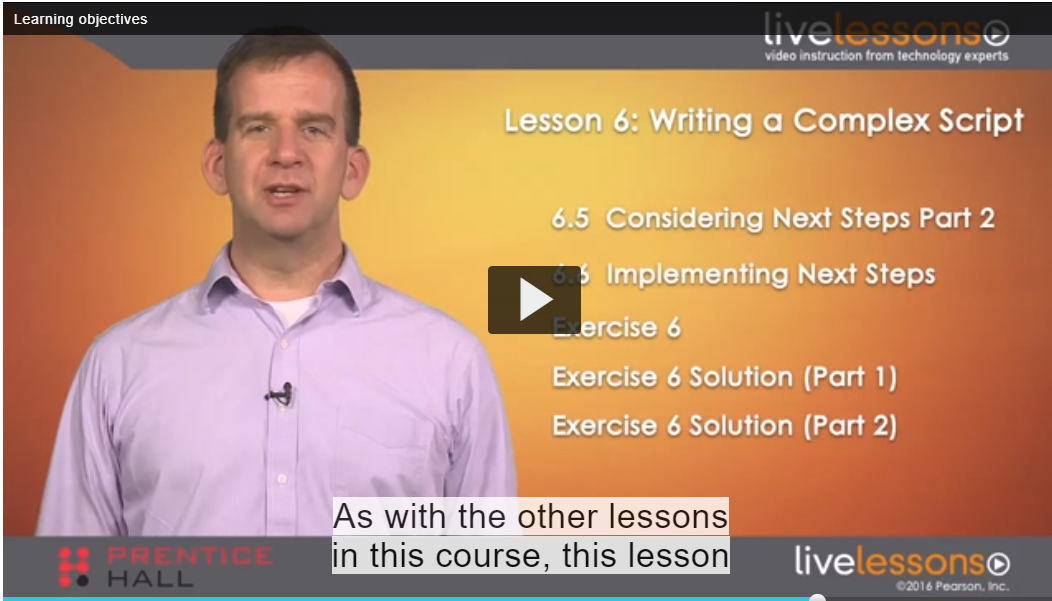 Learning objectives
livelessons
video instruction from technology experts
Lesson 6: Writing a Complex Script
6.5 Considering Next Steps Part 2
6.6 Implementing Next Steps
Exercise 6
Exercise 6 Solution (Part 1)
Exercise 6 Solution (Part 2)
As with the other lessons
in this course, this lesson
PRENTICE
HALL
livelessons
©2016 Pearson, Inc.